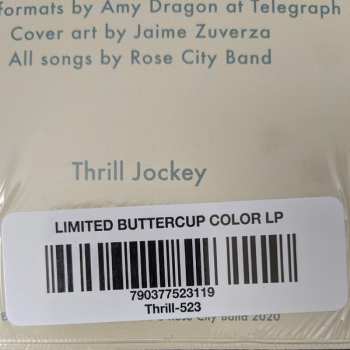 formats by Amy Dragon at Telegraph
Cover art by Jaime Zuverza
All songs by Rose City Band
Thrill Jockey
LIMITED BUTTERCUP COLOR LP
790377523119
Thrill-523
Rose City Band 2020